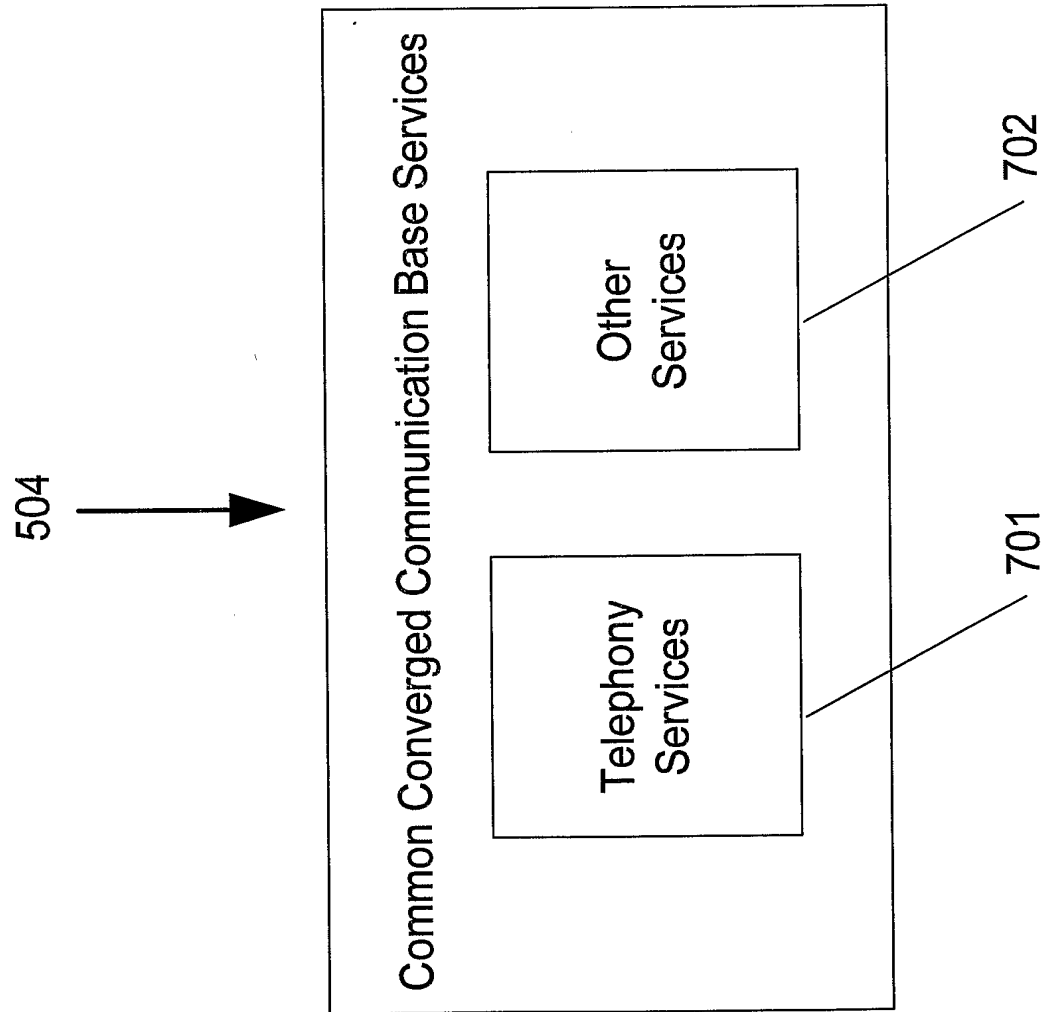 504
Common Converged Communication Base Services
Telephony
Services
Other
Services
701
702